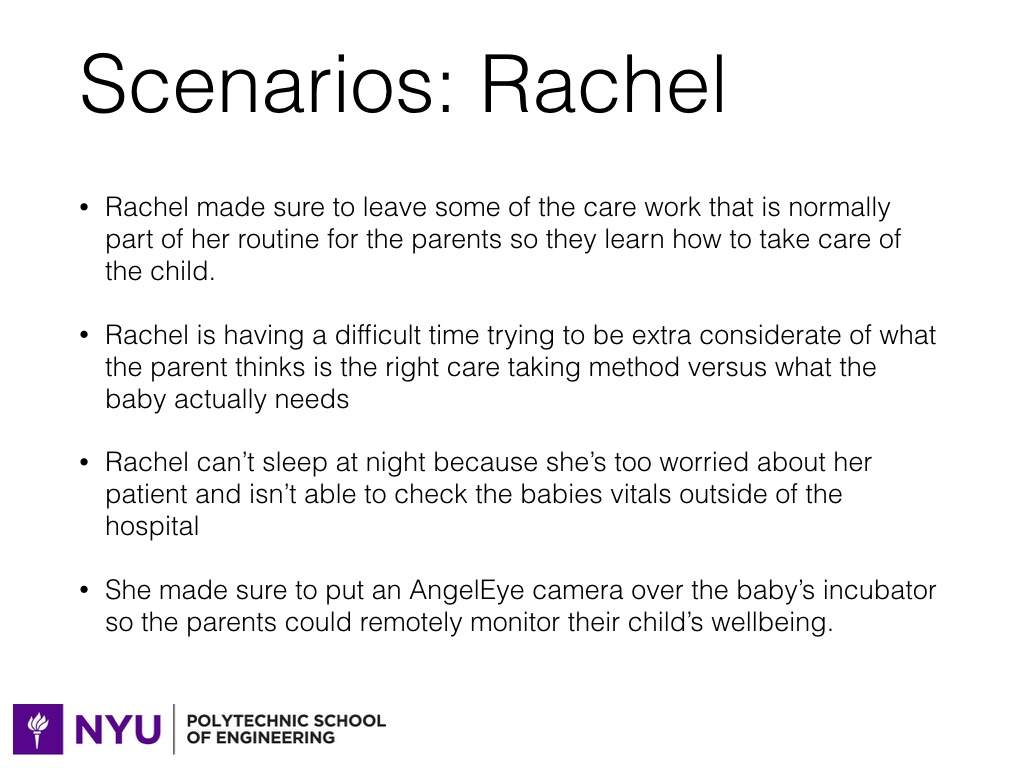 Scenarios: Rachel
• Rachel made sure to leave some of the care work that is normally
part of her routine for the parents so they learn how to take care of
the child.
• Rachel is having a difficult time trying to be extra considerate of what
the parent thinks is the right care taking method versus what the
baby actually needs
• Rachel can’t sleep at night because she’s too worried about her
patient and isn’t able to check the babies vitals outside of the
hospital
• She made sure to put an AngelEye camera over the baby’s incubator
so the parents could remotely monitor their child’s wellbeing.
NYU
POLYTECHNIC SCHOOL
OF ENGINEERING